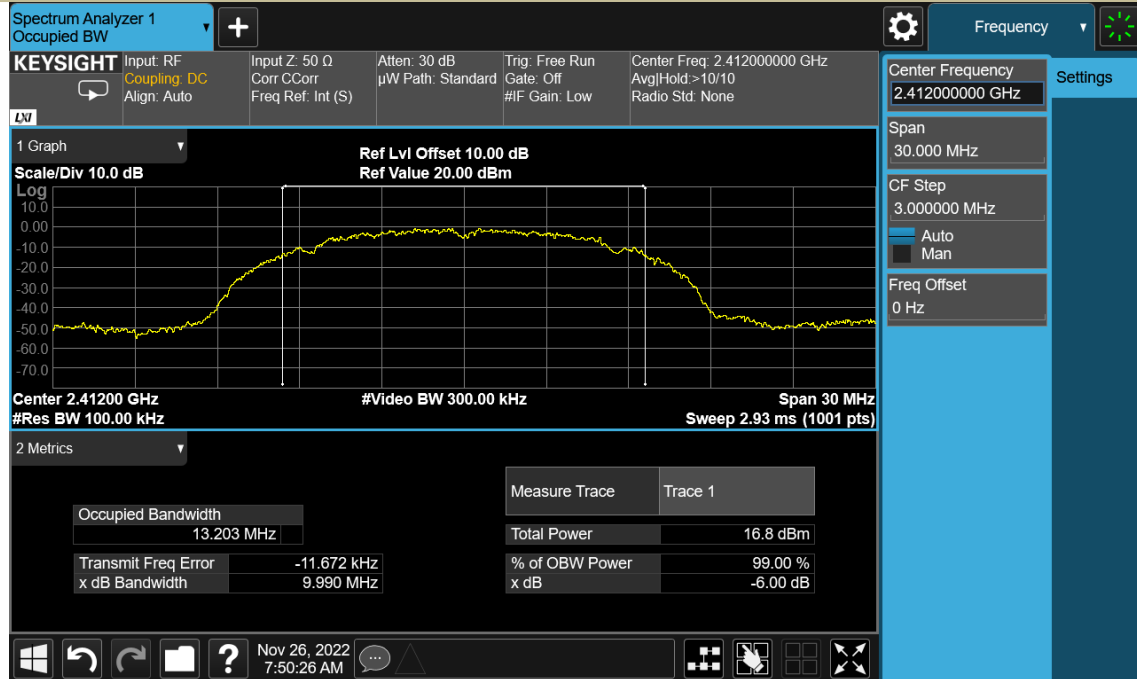 Spectrum Analyzer 1
Occupied BW
Frequency
KEYSIGHT
LXI
Input: RF
Coupling: DC
Align: Auto
Input Z: 50 Ω
Corr CCorr
Freq Ref: Int (S)
Atten: 30 dB
µW Path: Standard
Trig: Free Run
Gate: Off
#IF Gain: Low
Center Freq: 2.412000000 GHz
Avg|Hold:>10/10
Radio Std: None
Center Frequency
2.412000000 GHz
Settings
Span
30.000 MHz
CF Step
3.000000 MHz
Auto
Man
Freq Offset
0 Hz
1 Graph
Scale/Div 10.0 dB
Ref Lvl Offset 10.00 dB
Ref Value 20.00 dBm
Log
10.0
0.00
-10.0
-20.0
-30.0
-40.0
-50.0
-60.0
-70.0
Center 2.41200 GHz
#Video BW 300.00 kHz
Span 30 MHz
#Res BW 100.00 kHz
Sweep 2.93 ms (1001 pts)
2 Metrics
Measure Trace
Trace 1
Occupied Bandwidth
13.203 MHz
Total Power
16.8 dBm
Transmit Freq Error
-11.672 kHz
% of OBW Power
99.00 %
x dB Bandwidth
9.990 MHz
x dB
-6.00 dB
Nov 26, 2022
7:50:26 AM